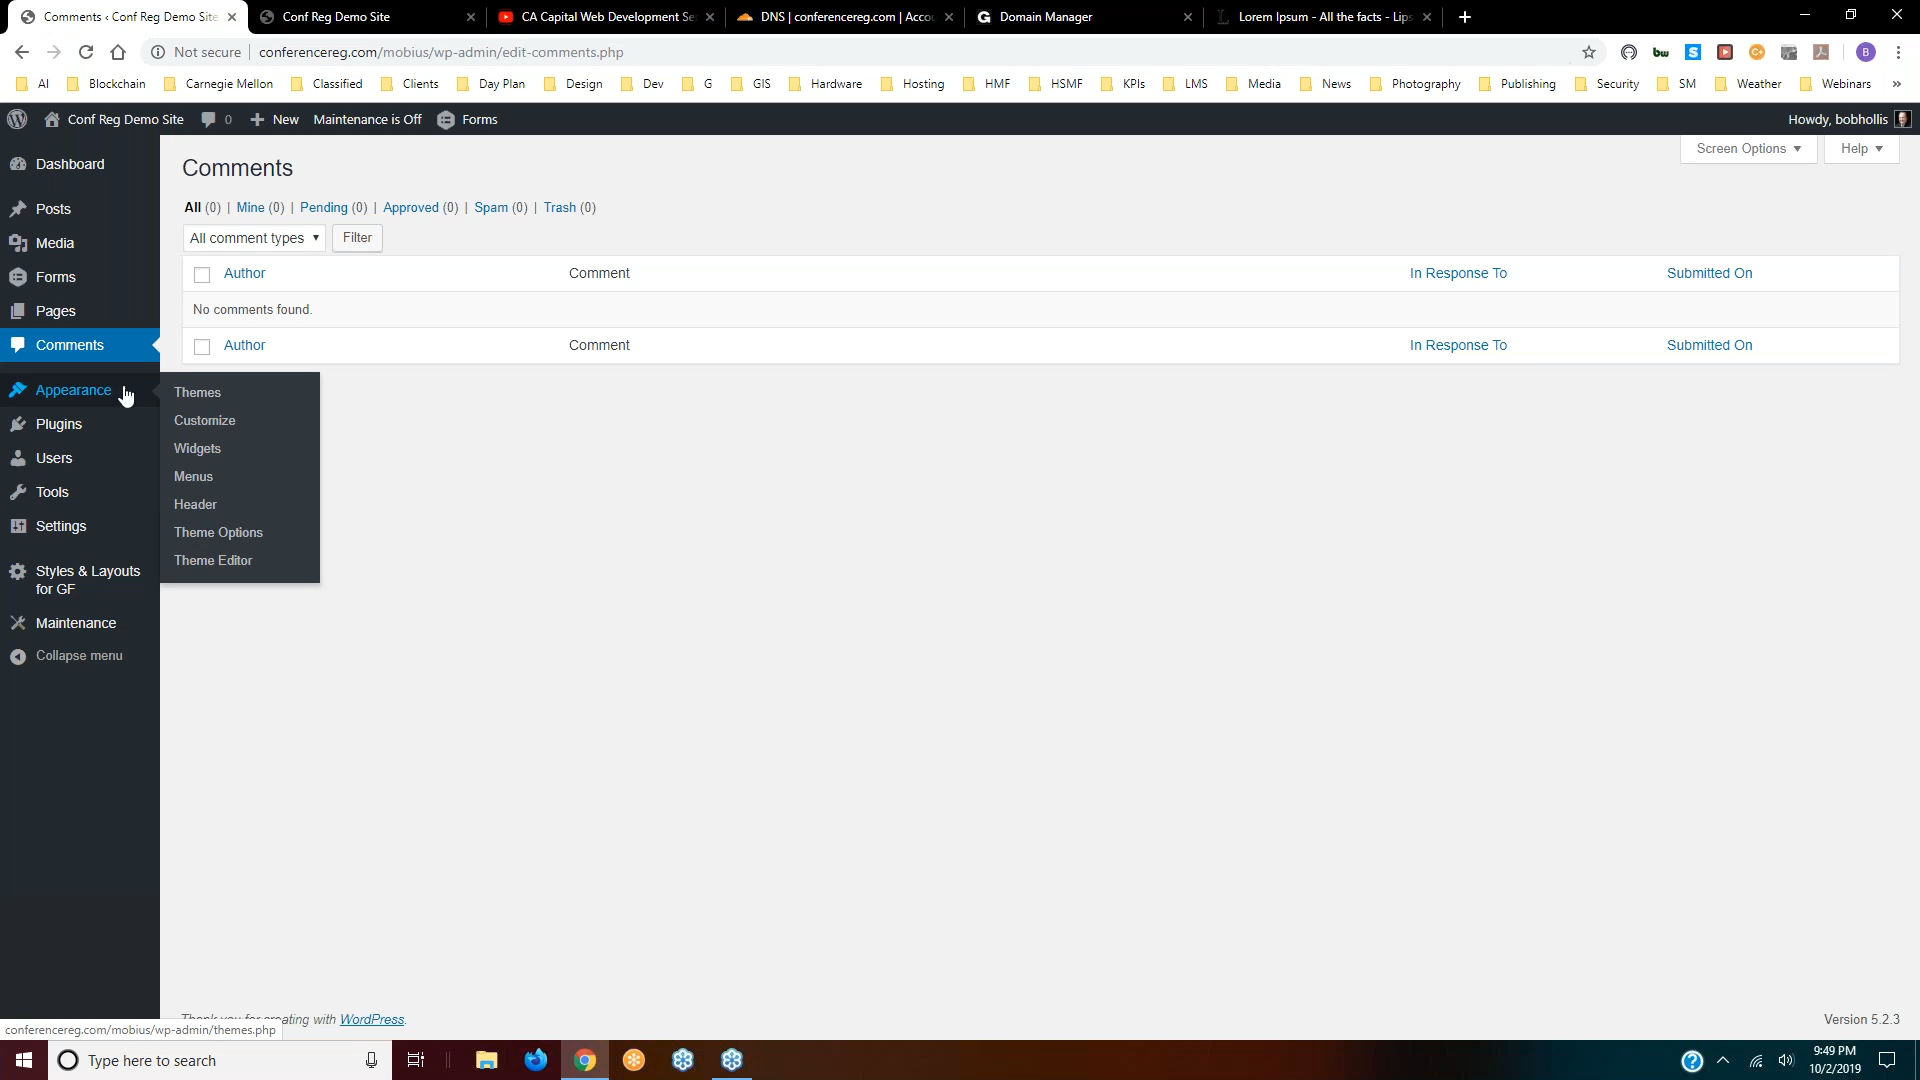 Comments ‹ Conf Reg Demo Site
Conf Reg Demo Site
CA Capital Web Development Se
DNS | conferencereg.com | Accou
Domain Manager
Lorem Ipsum - All the facts - Lips
Not secure | conferencereg.com/mobius/wp-admin/edit-comments.php
B
AI Blockchain Carnegie Mellon Classified Clients Day Plan Design Dev G GIS Hardware Hosting HMF HSMF KPIs LMS Media News Photography Publishing Security SM Weather Webinars »
Conf Reg Demo Site 0 New Maintenance is Off Forms Howdy, bobhollis
Screen Options Help
Dashboard
Posts
Media
Forms
Pages
Comments
Appearance
Plugins
Users
Tools
Settings
Styles & Layouts
for GF
Maintenance
Collapse menu
Themes
Customize
Widgets
Menus
Header
Theme Options
Theme Editor
Comments
All (0) | Mine (0) | Pending (0) | Approved (0) | Spam (0) | Trash (0)
All comment types Filter
Author Comment In Response To Submitted On
No comments found.
Author Comment In Response To Submitted On
Thank you for creating with WordPress.
Version 5.2.3
conferencereg.com/mobius/wp-admin/themes.php
Type here to search
9:49 PM
10/2/2019